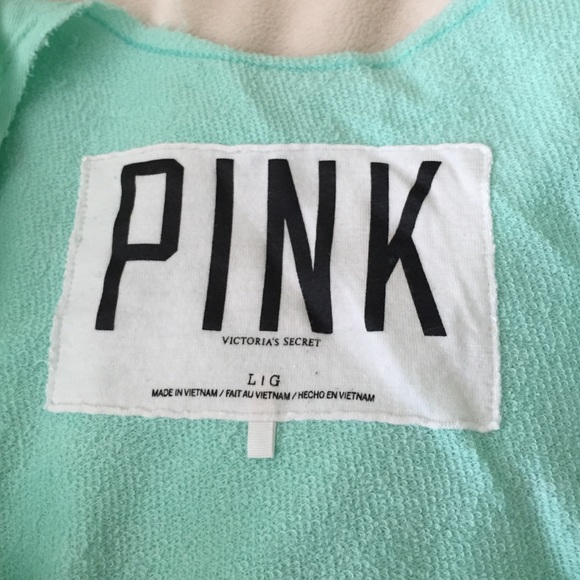 PINK
VICTORIA'S SECRET
L | G
MADE IN VIETNAM / FAIT AU VIETNAM / HECHO EN VIETNAM